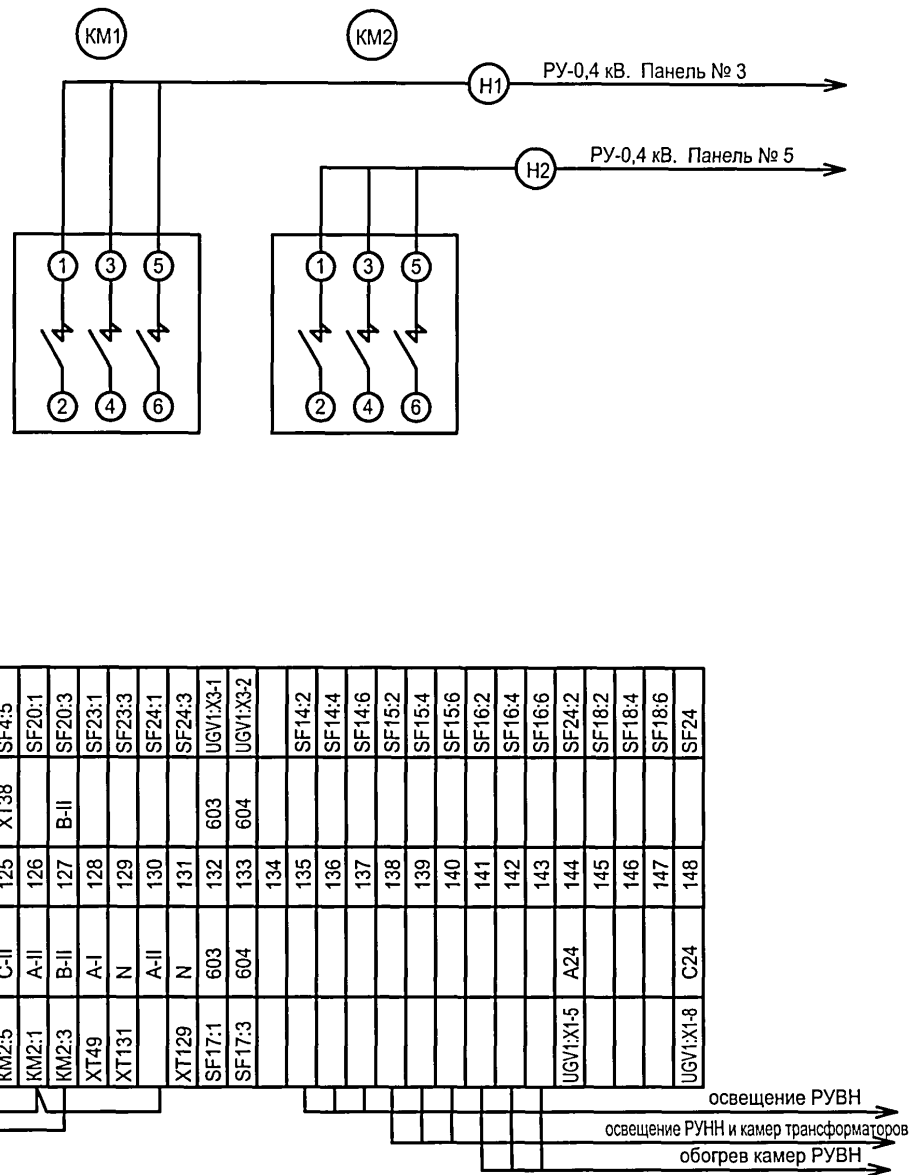 КМ1
КМ2
Н1
РУ-0,4 кВ. Панель № 3
Н2
РУ-0,4 кВ. Панель № 5
1 3 5
2 4 6
1 3 5
2 4 6
SF4:5 XT38 125 C-II KM2:5
SF20:1 126 A-II KM2:1
SF20:3 B-II 127 B-II KM2:3
SF23:1 128 A-I XT49
SF23:3 129 N XT131
SF24:1 130 A-II
SF24:3 131 N XT129
UGV1:X3-1 603 132 603 SF17:1
UGV1:X3-2 604 133 604 SF17:3
134
SF14:2 135
SF14:4 136
SF14:6 137
SF15:2 138
SF15:4 139
SF15:6 140
SF16:2 141
SF16:4 142
SF16:6 143
SF24:2 144 A24 UGV1:X1-5
SF18:2 145
SF18:4 146
SF18:6 147
SF24 148 C24 UGV1:X1-8
освещение РУВН
освещение РУНН и камер трансформаторов
обогрев камер РУВН